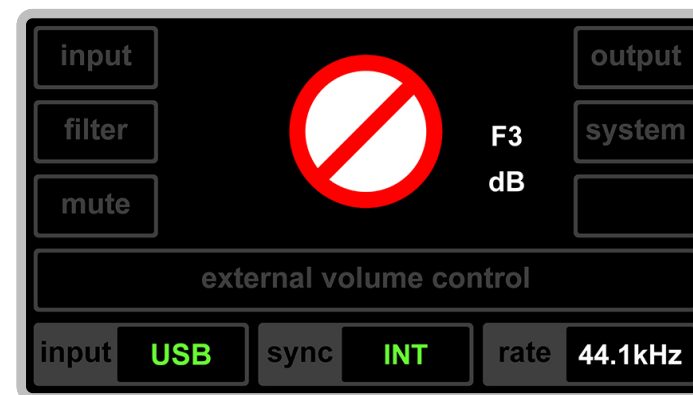 input
output
filter
F3
system
dB
mute
external volume control
input USB sync INT rate 44.1kHz